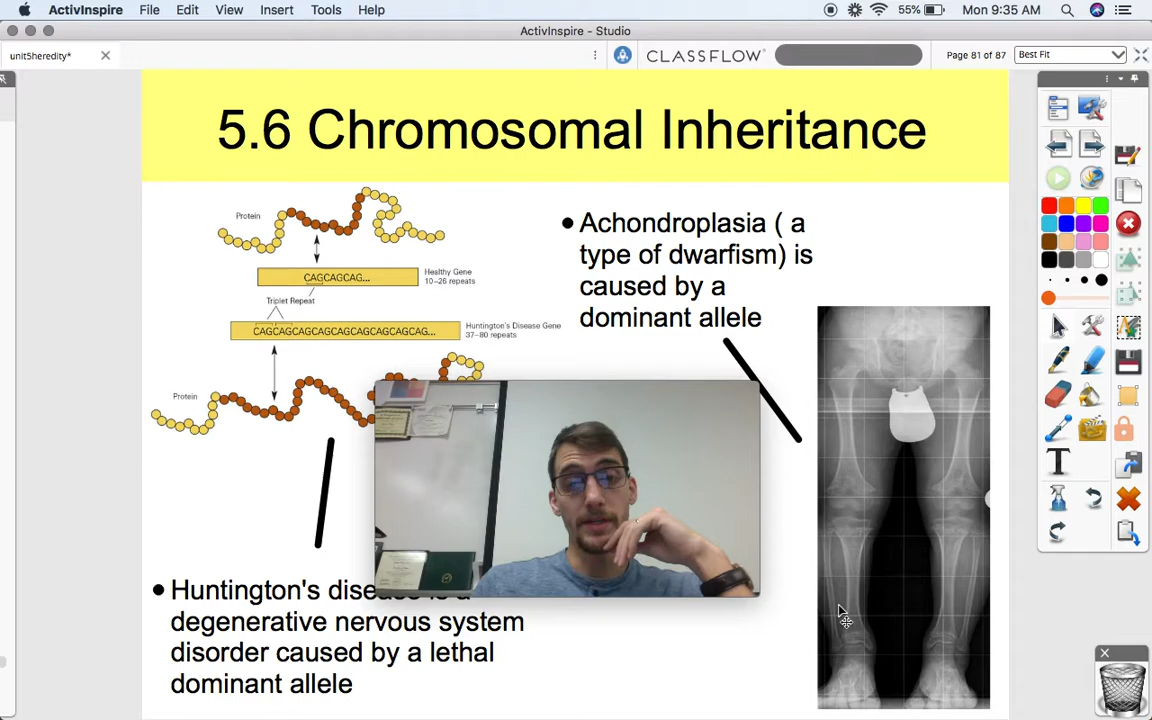 ActivInspire File Edit View Insert Tools Help 55% Mon 9:35 AM
ActivInspire - Studio
unit5heredity*
CLASSFLOW
Page 81 of 87
Best Fit
5.6 Chromosomal Inheritance
Protein
CAGCAGCAG...
Healthy Gene
10–26 repeats
Triplet Repeat
CAGCAGCAGCAGCAGCAGCAGCAG...
Huntington's Disease Gene
37–80 repeats
Protein
• Achondroplasia ( a
type of dwarfism) is
caused by a
dominant allele
• Huntington's disease is a
degenerative nervous system
disorder caused by a lethal
dominant allele
T